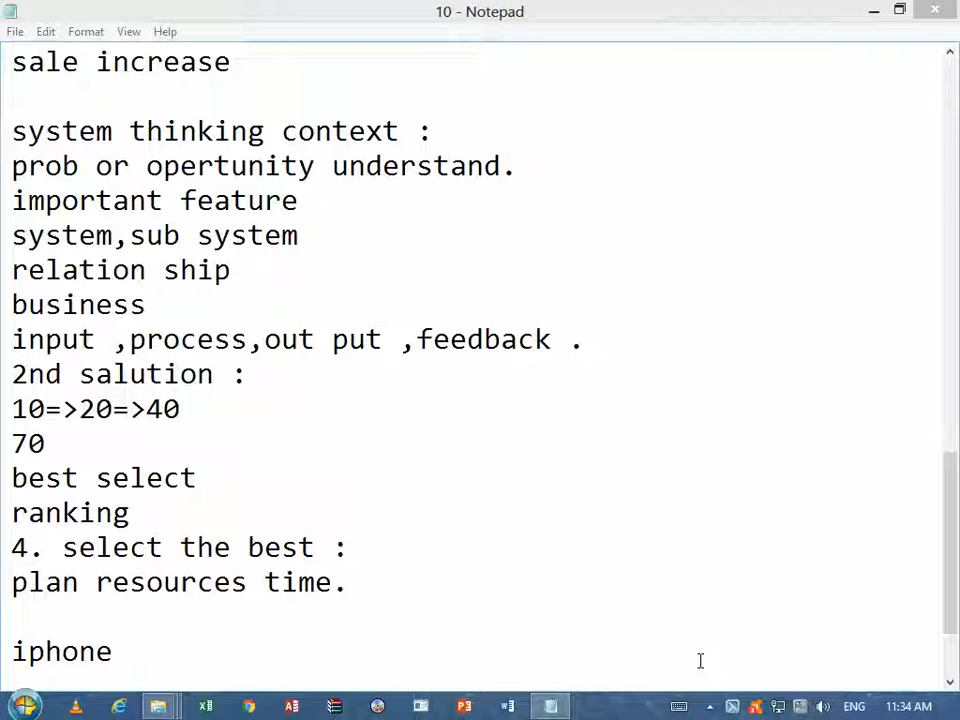 10 - Notepad
File Edit Format View Help
sale increase
system thinking context :
prob or opertunity understand.
important feature
system,sub system
relation ship
business
input ,process,out put ,feedback .
2nd salution :
10=>20=>40
70
best select
ranking
4. select the best :
plan resources time.
iphone
ENG 11:34 AM